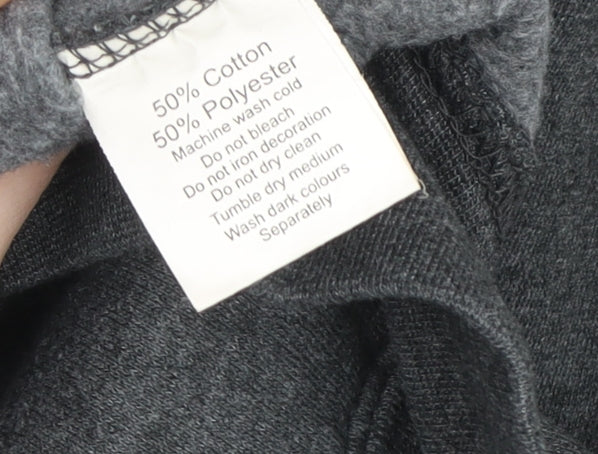 50% Cotton
50% Polyester
Machine wash cold
Do not bleach
Do not iron decoration
Do not dry clean
Tumble dry medium
Wash dark colours
Separately